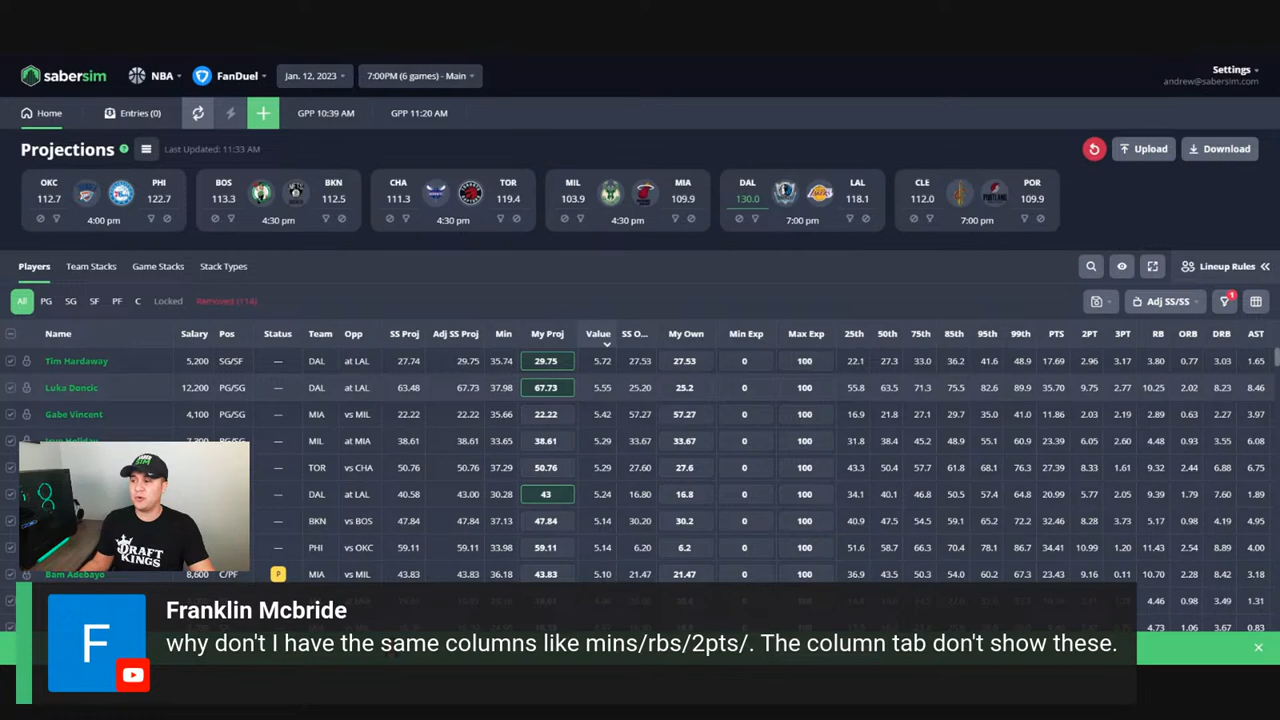 sabersim NBA FanDuel Jan. 12, 2023 7:00PM (6 games) - Main Settings
andrew@sabersim.com
Home Entries (0) + GPP 10:39 AM GPP 11:20 AM
Projections Last Updated: 11:33 AM Upload Download
OKC PHI BOS BKN CHA TOR MIL MIA DAL LAL CLE POR
112.7 122.7 113.3 112.5 111.3 119.4 103.9 109.9 130.0 118.1 112.0 109.9
4:00 pm 4:30 pm 4:30 pm 4:30 pm 7:00 pm 7:00 pm
Players Team Stacks Game Stacks Stack Types Lineup Rules
All PG SG SF PF C Locked Removed (114) Adj SS/SS 1
Name Salary Pos Status Team Opp SS Proj Adj SS Proj Min My Proj Value SS O... My Own Min Exp Max Exp 25th 50th 75th 85th 95th 99th PTS 2PT 3PT RB ORB DRB AST
Tim Hardaway 5,200 SG/SF — DAL at LAL 27.74 29.75 35.74 29.75 5.72 27.53 27.53 0 100 22.1 27.3 33.0 36.2 41.6 48.9 17.69 2.96 3.17 3.80 0.77 3.03 1.65
Luka Doncic 12,200 PG/SG — DAL at LAL 63.48 67.73 37.98 67.73 5.55 25.20 25.2 0 100 55.8 63.5 71.3 75.5 82.6 89.9 35.70 9.75 2.77 10.25 2.02 8.23 8.46
Gabe Vincent 4,100 PG/SG — MIA vs MIL 22.22 22.22 35.66 22.22 5.42 57.27 57.27 0 100 16.9 21.8 27.1 29.7 35.0 41.0 11.86 2.03 2.19 2.89 0.63 2.27 3.97
— MIL at MIA 38.61 38.61 33.65 38.61 5.29 33.67 33.67 0 100 31.8 38.4 45.2 48.9 55.1 60.9 23.39 6.05 2.60 4.48 0.93 3.55 6.08
— TOR vs CHA 50.76 50.76 37.29 50.76 5.29 27.60 27.6 0 100 43.3 50.4 57.7 61.8 68.1 76.3 27.39 8.33 1.61 9.32 2.44 6.88 6.75
— DAL at LAL 40.58 43.00 30.28 43 5.24 16.80 16.8 0 100 34.1 40.1 46.8 50.5 57.4 64.8 20.99 5.77 2.05 9.39 1.79 7.60 1.89
— BKN vs BOS 47.84 47.84 37.13 47.84 5.14 30.20 30.2 0 100 40.9 47.5 54.5 59.1 65.2 72.2 32.46 8.28 3.73 5.17 0.98 4.19 4.95
— PHI vs OKC 59.11 59.11 33.98 59.11 5.14 6.20 6.2 0 100 51.6 58.7 66.3 70.4 78.1 86.7 34.41 10.99 1.20 11.43 2.54 8.89 4.00
Bam Adebayo 8,600 C/PF P MIA vs MIL 43.83 43.83 36.18 43.83 5.10 21.47 21.47 0 100 36.9 43.5 50.3 54.0 60.2 67.3 23.43 9.16 0.11 10.70 2.28 8.42 3.18
4.46 0.98 3.49 1.31
4.73 1.06 3.67 0.83
DRAFT
KINGS
F
Franklin Mcbride
why don't I have the same columns like mins/rbs/2pts/. The column tab don't show these.